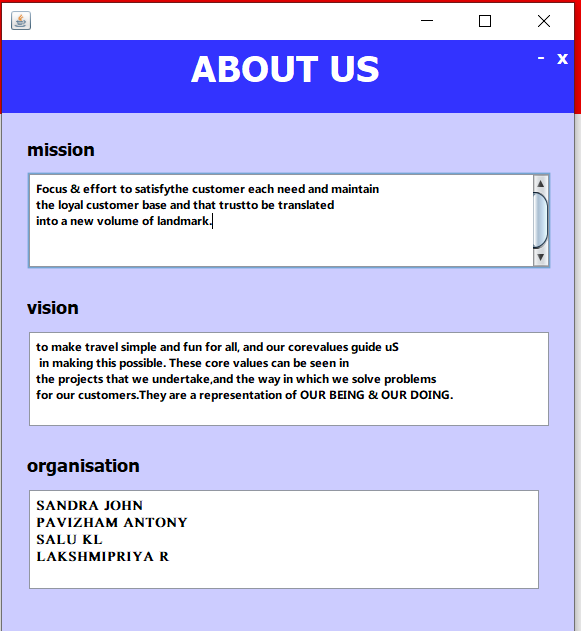 ABOUT US
- x
mission
Focus & effort to satisfythe customer each need and maintain
the loyal customer base and that trustto be translated
into a new volume of landmark.
vision
to make travel simple and fun for all, and our corevalues guide uS
in making this possible. These core values can be seen in
the projects that we undertake,and the way in which we solve problems
for our customers.They are a representation of OUR BEING & OUR DOING.
organisation
SANDRA JOHN
PAVIZHAM ANTONY
SALU KL
LAKSHMIPRIYA R